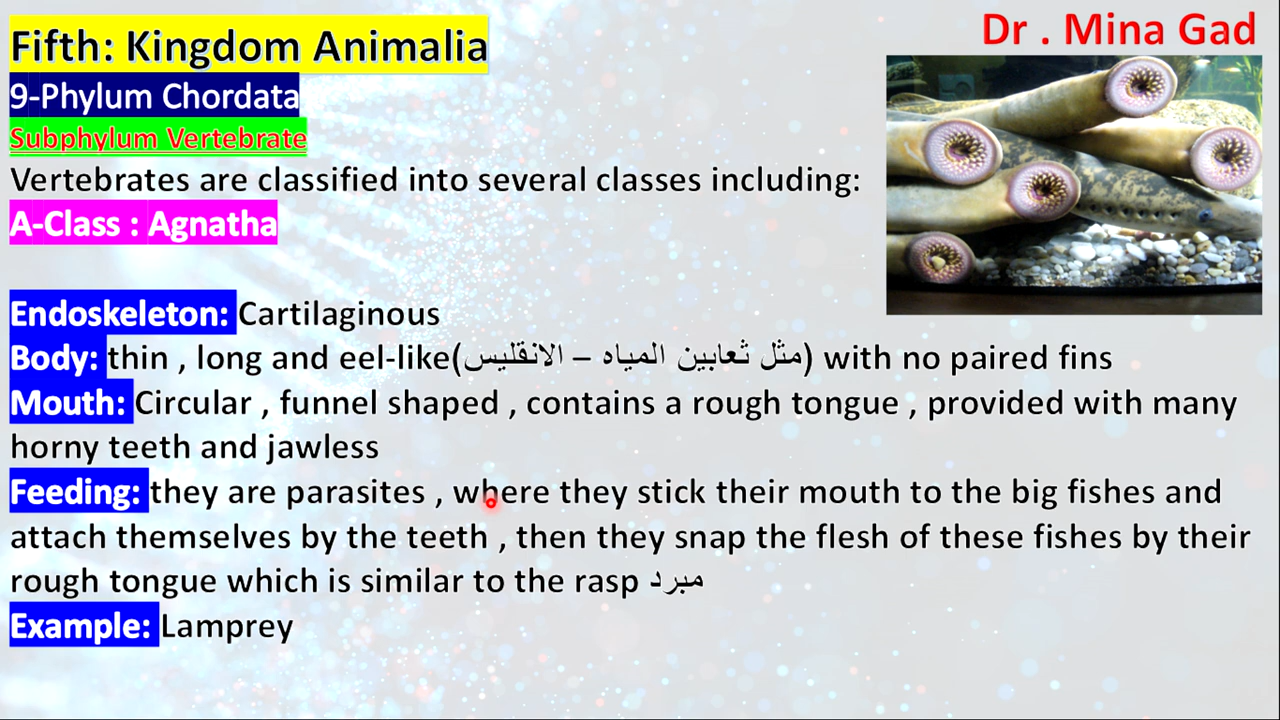 Fifth: Kingdom Animalia
Dr . Mina Gad
9-Phylum Chordata
Subphylum Vertebrate
Vertebrates are classified into several classes including:
A-Class : Agnatha
Endoskeleton: Cartilaginous
Body: thin , long and eel-like(مثل ثعابين المياه – الانقليس) with no paired fins
Mouth: Circular , funnel shaped , contains a rough tongue , provided with many
horny teeth and jawless
Feeding: they are parasites , where they stick their mouth to the big fishes and
attach themselves by the teeth , then they snap the flesh of these fishes by their
rough tongue which is similar to the rasp مبرد
Example: Lamprey